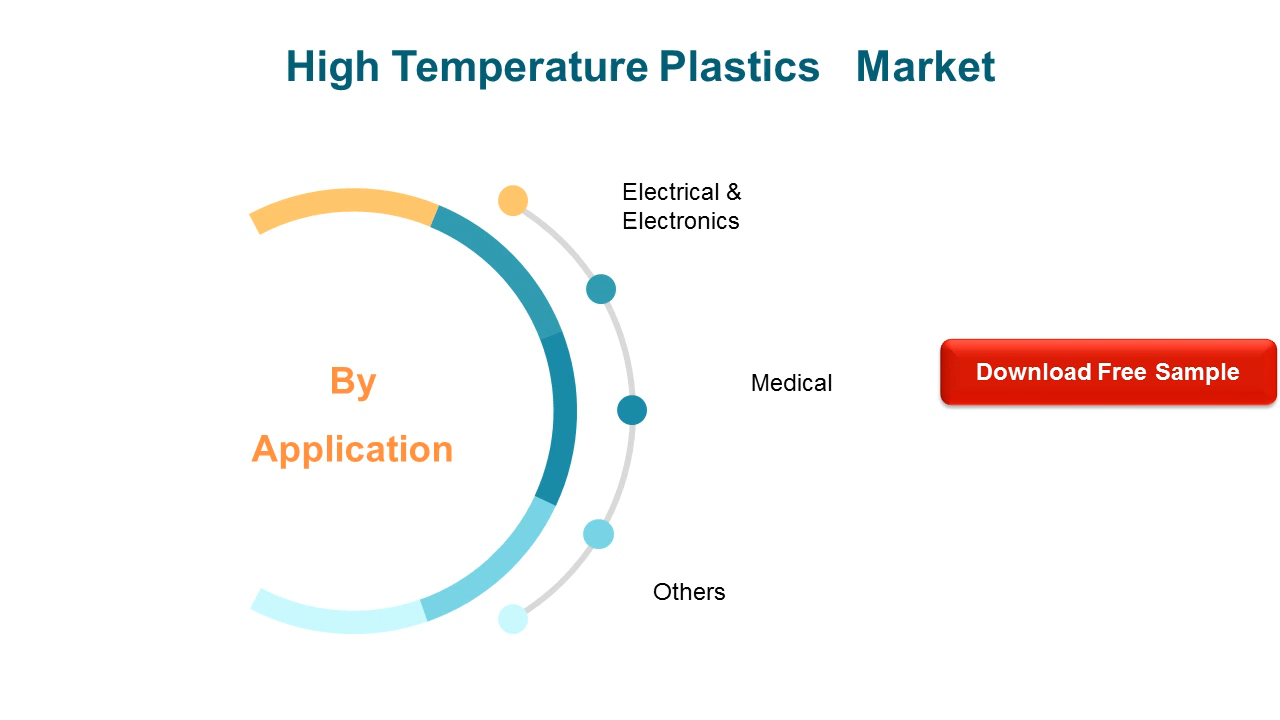 High Temperature Plastics Market
Electrical &
Electronics
By
Application
Medical
Download Free Sample
Others